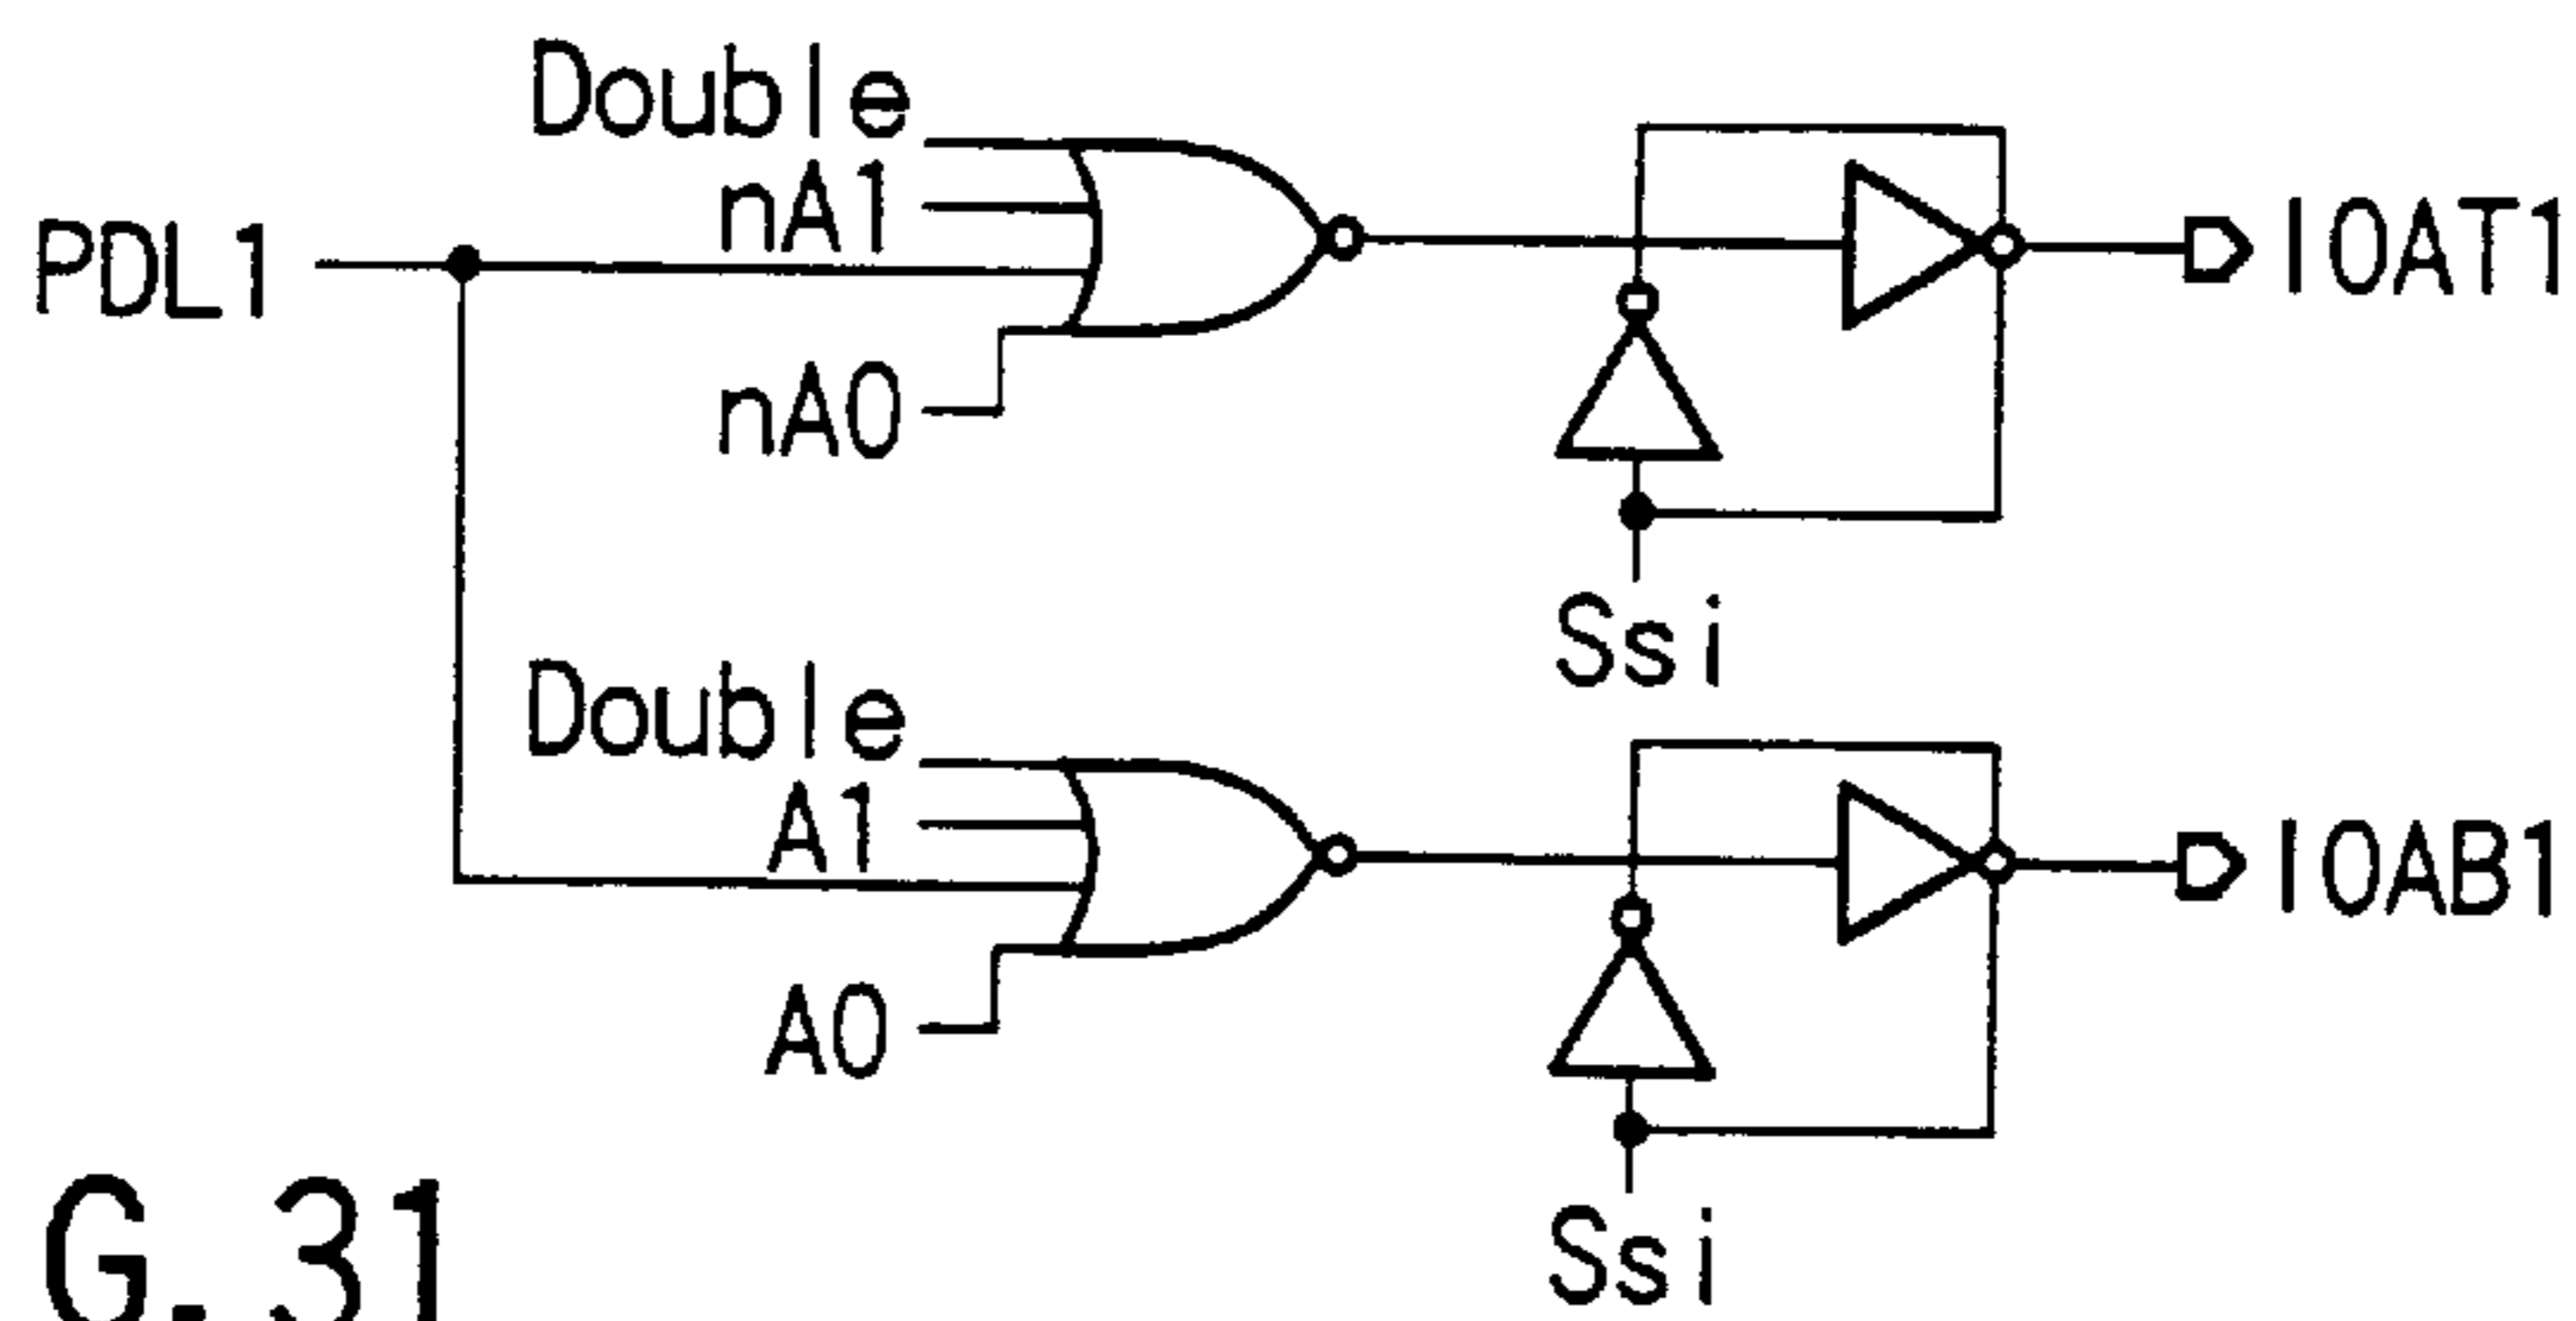 Double
nA1
PDL1
nA0
IOAT1
Ssi
Double
A1
A0
IOAB1
Ssi
G. 31